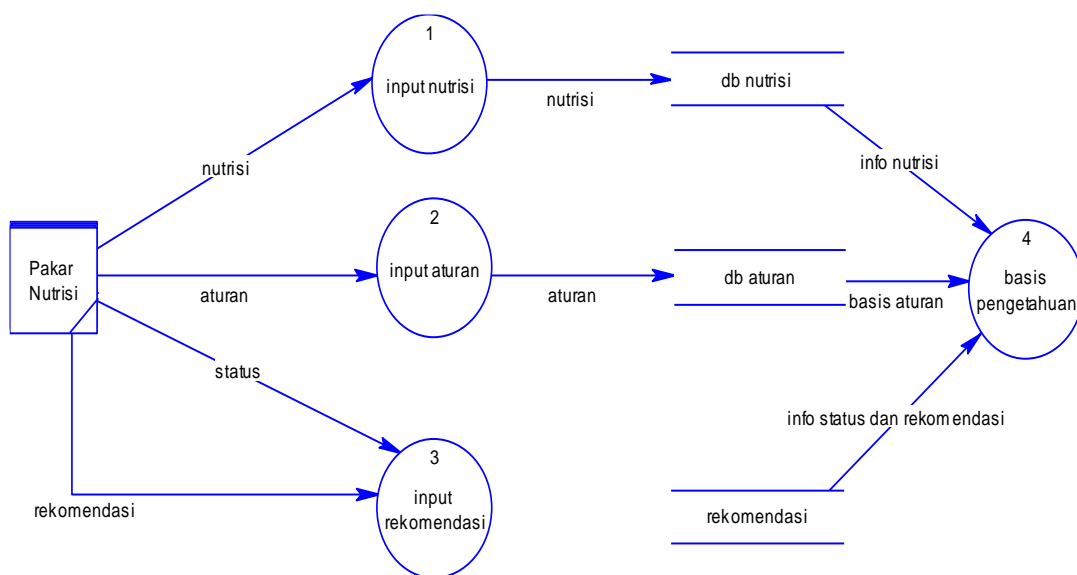 1
input nutrisi
nutrisi
db nutrisi
nutrisi
info nutrisi
Pakar
Nutrisi
2
input aturan
aturan
aturan
db aturan
basis aturan
4
basis
pengetahuan
status
info status dan rekomendasi
3
input
rekomendasi
rekomendasi
rekomendasi